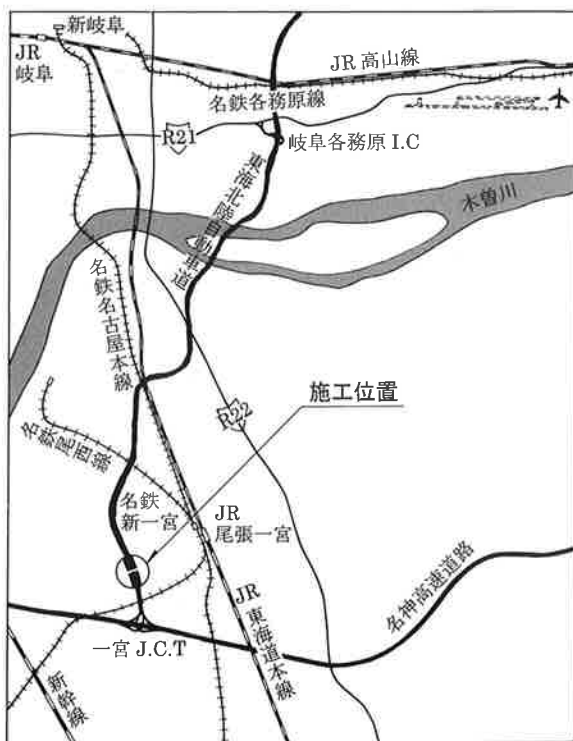 新岐阜
JR
岐阜
JR 高山線
名鉄各務原線
R21
岐阜各務原 I.C
東海北陸自動車道
木曽川
名鉄名古屋本線
R22
施工位置
名鉄尾西線
名鉄
新一宮
JR
尾張一宮
名神高速道路
JR 東海道本線
一宮 J.C.T
新幹線